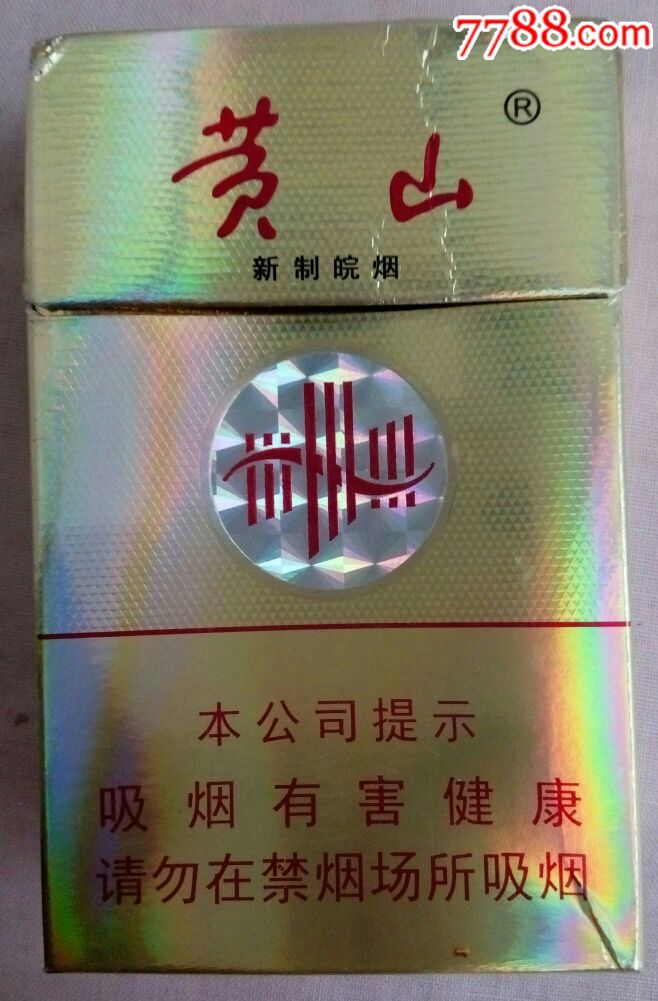 7788.com
黄山®
新制皖烟
本公司提示
吸烟有害健康
请勿在禁烟场所吸烟